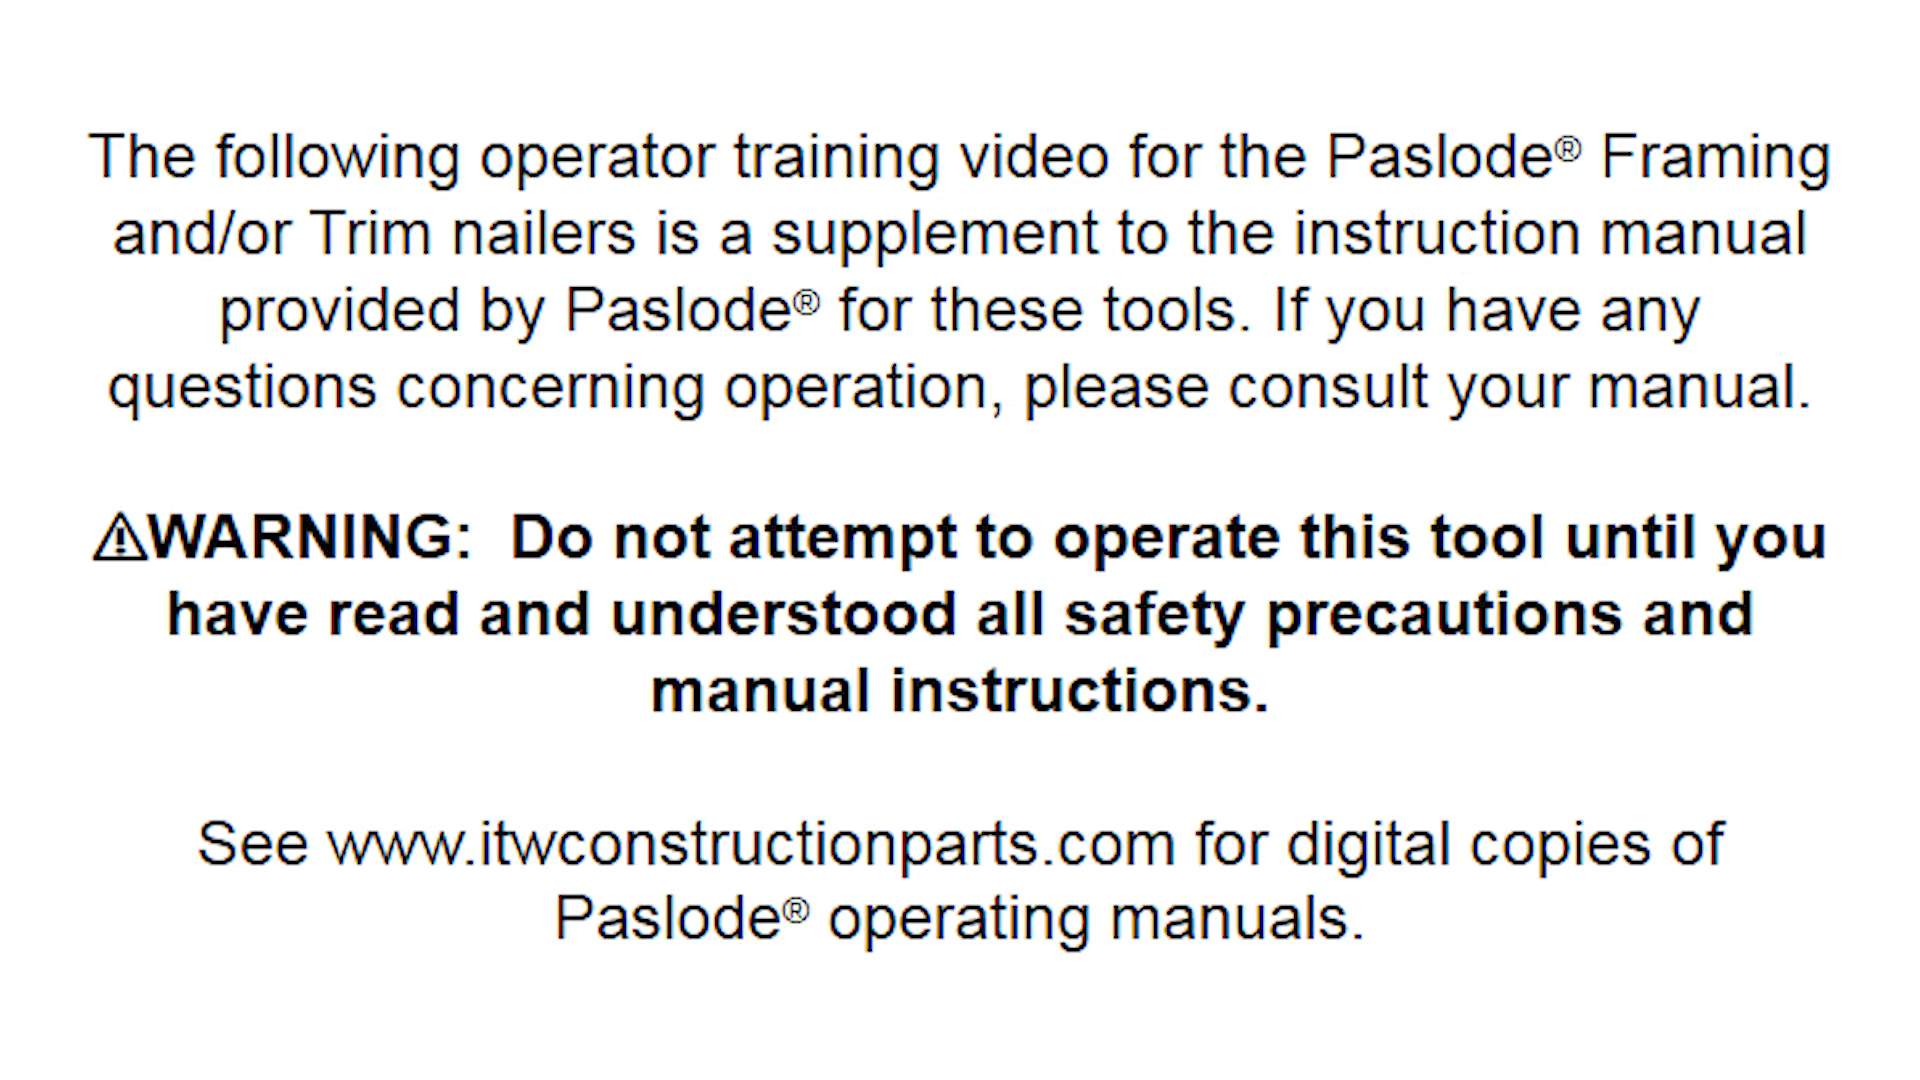 The following operator training video for the Paslode® Framing
and/or Trim nailers is a supplement to the instruction manual
provided by Paslode® for these tools. If you have any
questions concerning operation, please consult your manual.
⚠WARNING:  Do not attempt to operate this tool until you
have read and understood all safety precautions and
manual instructions.
See www.itwconstructionparts.com for digital copies of
Paslode® operating manuals.